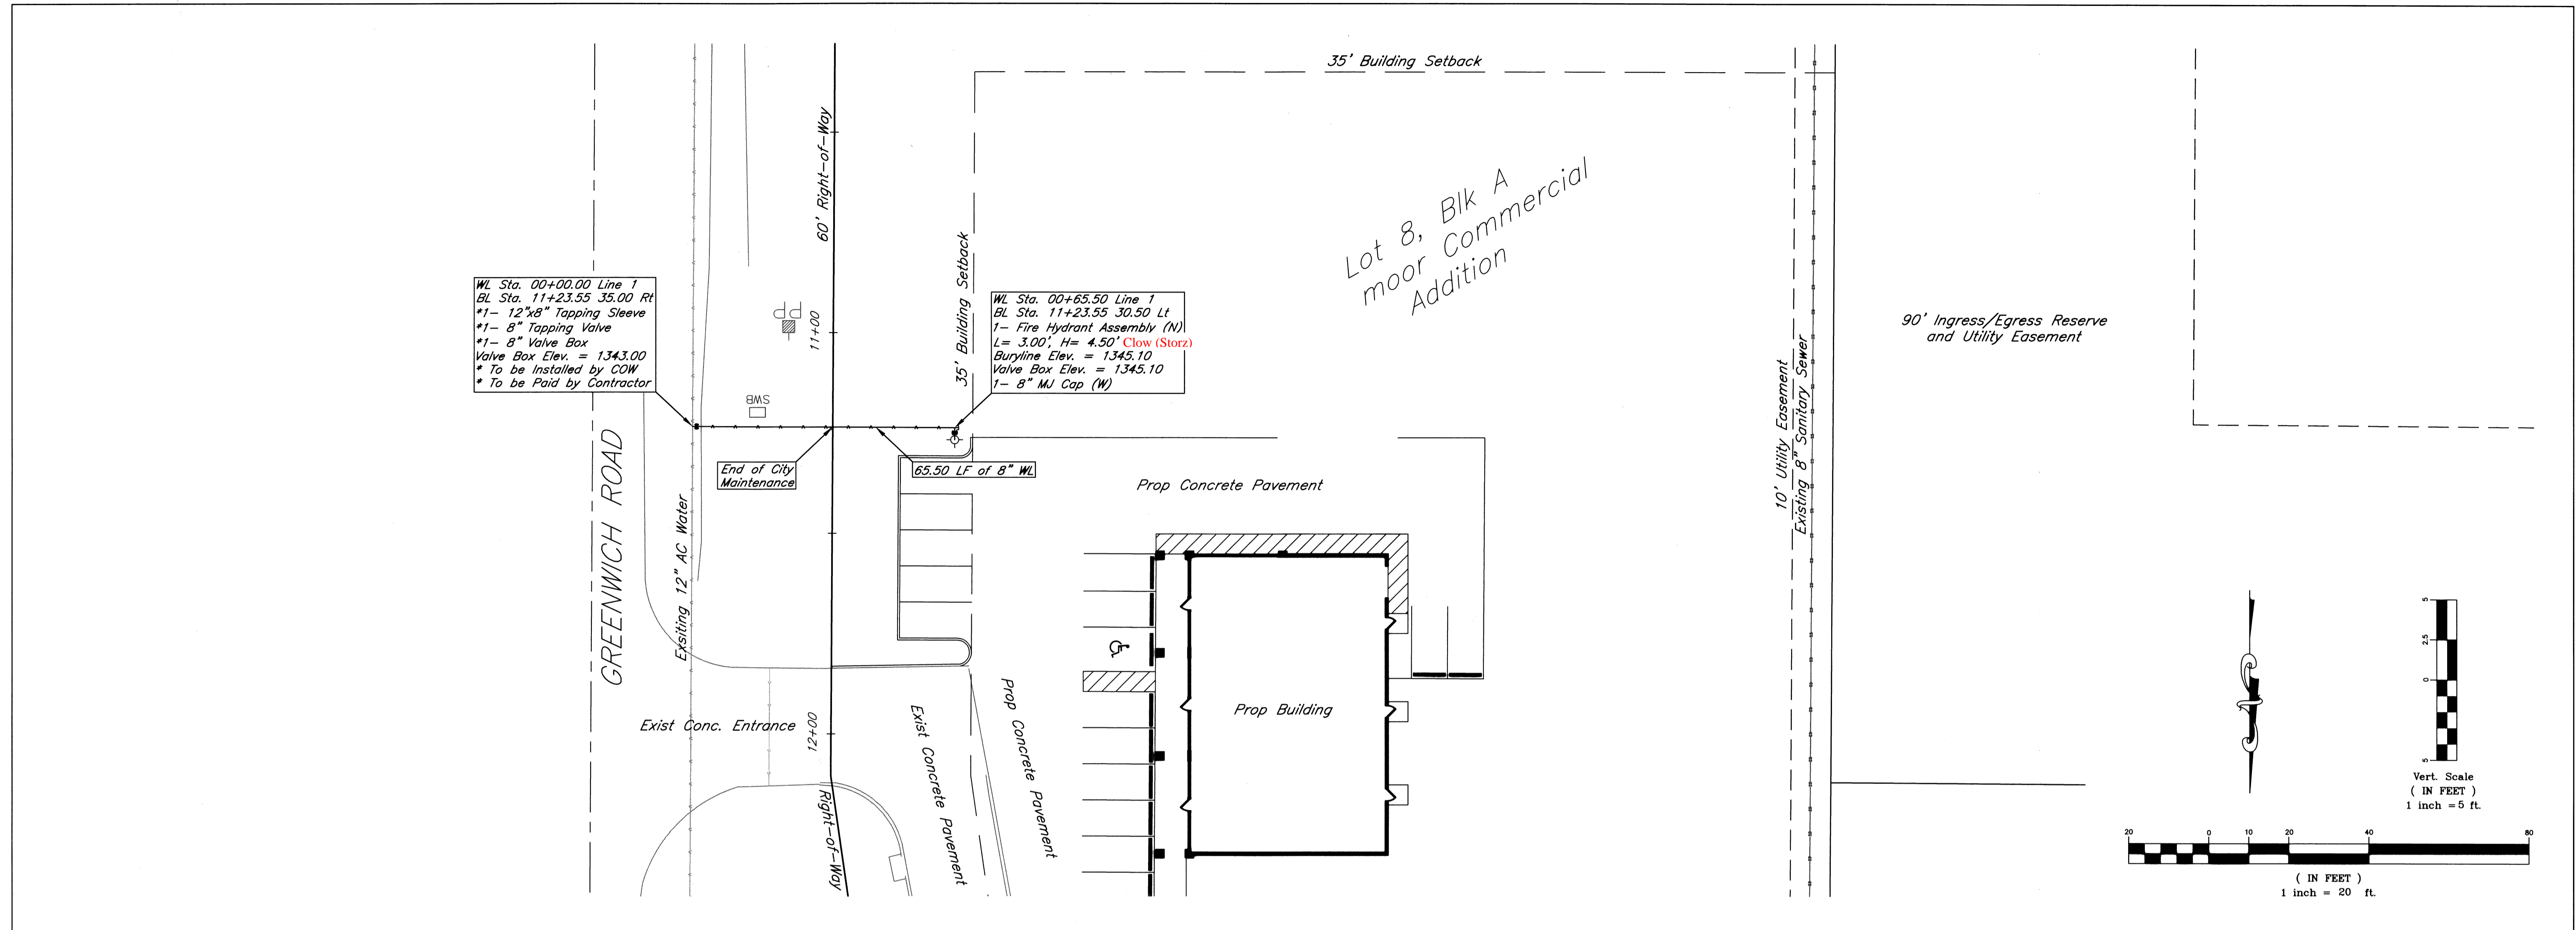 35' Building Setback
60' Right-of-Way
35' Building Setback
Lot 8, Blk A
moor Commercial
Addition
WL Sta. 00+00.00 Line 1
BL Sta. 11+23.55 35.00 Rt
*1- 12"x8" Tapping Sleeve
*1- 8" Tapping Valve
*1- 8" Valve Box
Valve Box Elev. = 1343.00
* To be Installed by COW
* To be Paid by Contractor
PP
11+00
SWB
WL Sta. 00+65.50 Line 1
BL Sta. 11+23.55 30.50 Lt
1- Fire Hydrant Assembly (N)
L= 3.00', H= 4.50' Clow (Storz)
Buryline Elev. = 1345.10
Valve Box Elev. = 1345.10
1- 8" MJ Cap (W)
90' Ingress/Egress Reserve
and Utility Easement
10' Utility Easement
Existing 8" Sanitary Sewer
GREENWICH ROAD
Exsiting 12" AC Water
End of City
Maintenance
65.50 LF of 8" WL
Prop Concrete Pavement
Prop Building
Exist Conc. Entrance
12+00
Right-of-Way
Exist Concrete Pavement
Prop Concrete Pavement
5
2.5
0
5
Vert. Scale
( IN FEET )
1 inch = 5 ft.
20 0 10 20 40 80
( IN FEET )
1 inch = 20 ft.